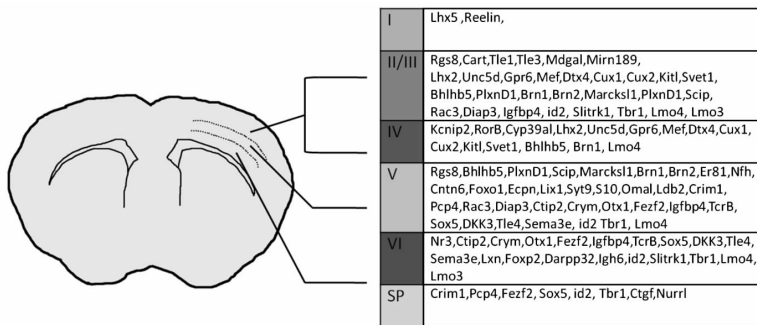 I
Lhx5 ,Reelin,
II/III
Rgs8,Cart,Tle1,Tle3,Mdgal,Mirn189,
Lhx2,Unc5d,Gpr6,Mef,Dtx4,Cux1,Cux2,Kitl,Svet1,
Bhlhb5,PlxnD1,Brn1,Brn2,Marcksl1,PlxnD1,Scip,
Rac3,Diap3, Igfbp4, id2, Slitrk1, Tbr1, Lmo4, Lmo3
IV
Kcnip2,RorB,Cyp39al,Lhx2,Unc5d,Gpr6,Mef,Dtx4,Cux1,
Cux2,Kitl,Svet1, Bhlhb5, Brn1, Lmo4
V
Rgs8,Bhlhb5,PlxnD1,Scip,Marcksl1,Brn1,Brn2,Er81,Nfh,
Cntn6,Foxo1,Ecpn,Lix1,Syt9,S10,Omal,Ldb2,Crim1,
Pcp4,Rac3,Diap3,Ctip2,Crym,Otx1,Fezf2,Igfbp4,TcrB,
Sox5,DKK3,Tle4,Sema3e, id2 Tbr1, Lmo4
VI
Nr3,Ctip2,Crym,Otx1,Fezf2,Igfbp4,TcrB,Sox5,DKK3,Tle4,
Sema3e,Lxn,Foxp2,Darpp32,Igh6,id2,Slitrk1,Tbr1,Lmo4,
Lmo3
SP
Crim1,Pcp4,Fezf2, Sox5, id2, Tbr1,Ctgf,Nurrl